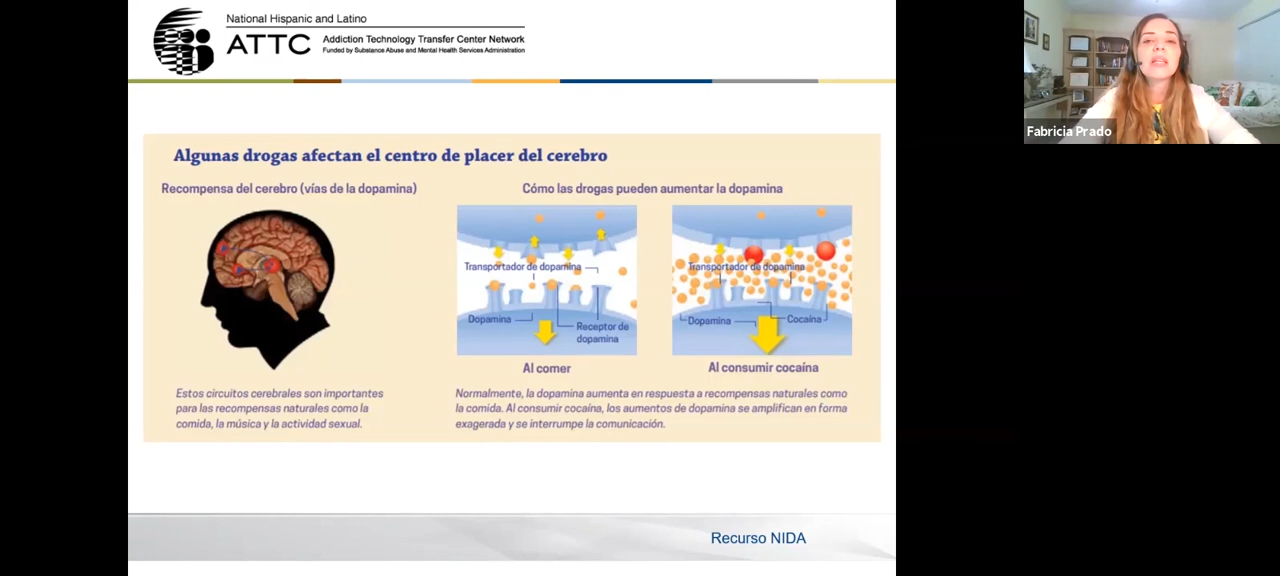 National Hispanic and Latino
ATTC
Addiction Technology Transfer Center Network
Funded by Substance Abuse and Mental Health Services Administration
Fabricia Prado
Algunas drogas afectan el centro de placer del cerebro
Recompensa del cerebro (vías de la dopamina)
Cómo las drogas pueden aumentar la dopamina
Transportador de dopamina
Dopamina
Receptor de
dopamina
Transportador de dopamina
Dopamina
Cocaína
Al comer
Al consumir cocaína
Estos circuitos cerebrales son importantes
para las recompensas naturales como la
comida, la música y la actividad sexual.
Normalmente, la dopamina aumenta en respuesta a recompensas naturales como
la comida. Al consumir cocaína, los aumentos de dopamina se amplifican en forma
exagerada y se interrumpe la comunicación.
Recurso NIDA